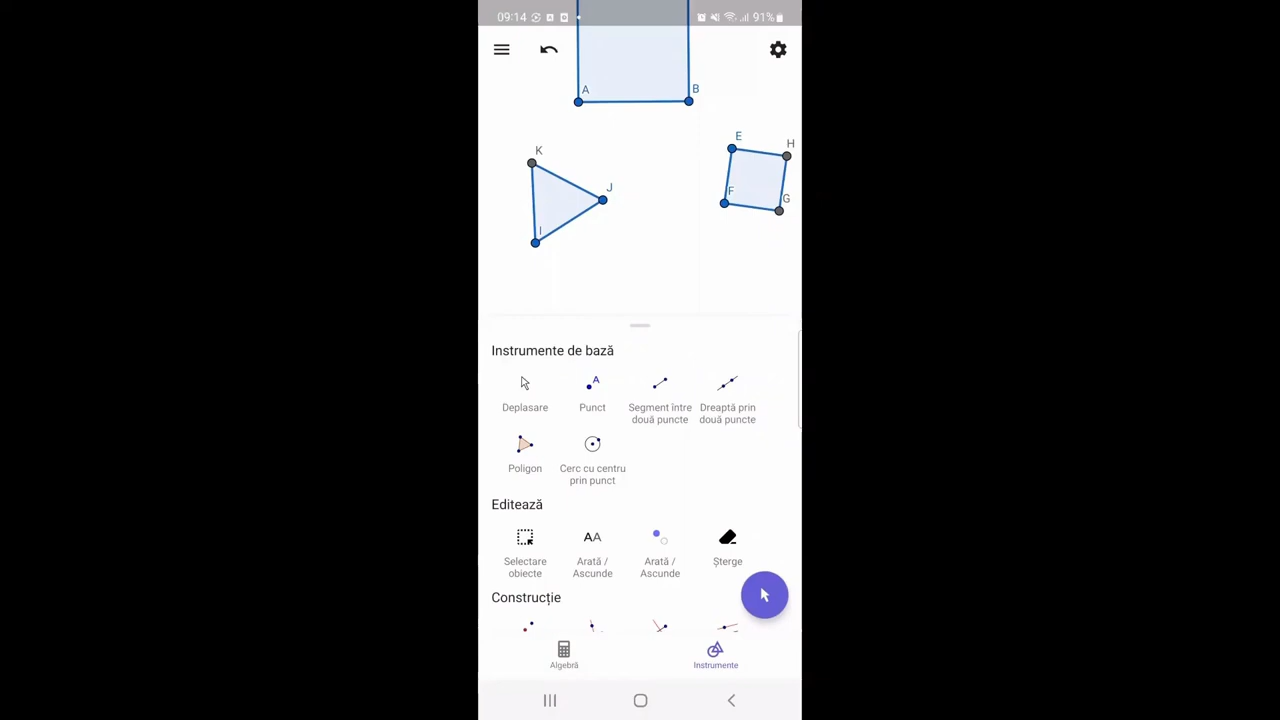 09:14 91%
A B
E H
K
J
F G
I
Instrumente de bază
Deplasare Punct Segment între două puncte Dreaptă prin două puncte
A
Poligon Cerc cu centru prin punct
Editează
AA
Selectare obiecte Arată / Ascunde Arată / Ascunde Șterge
Construcție
Algebră Instrumente